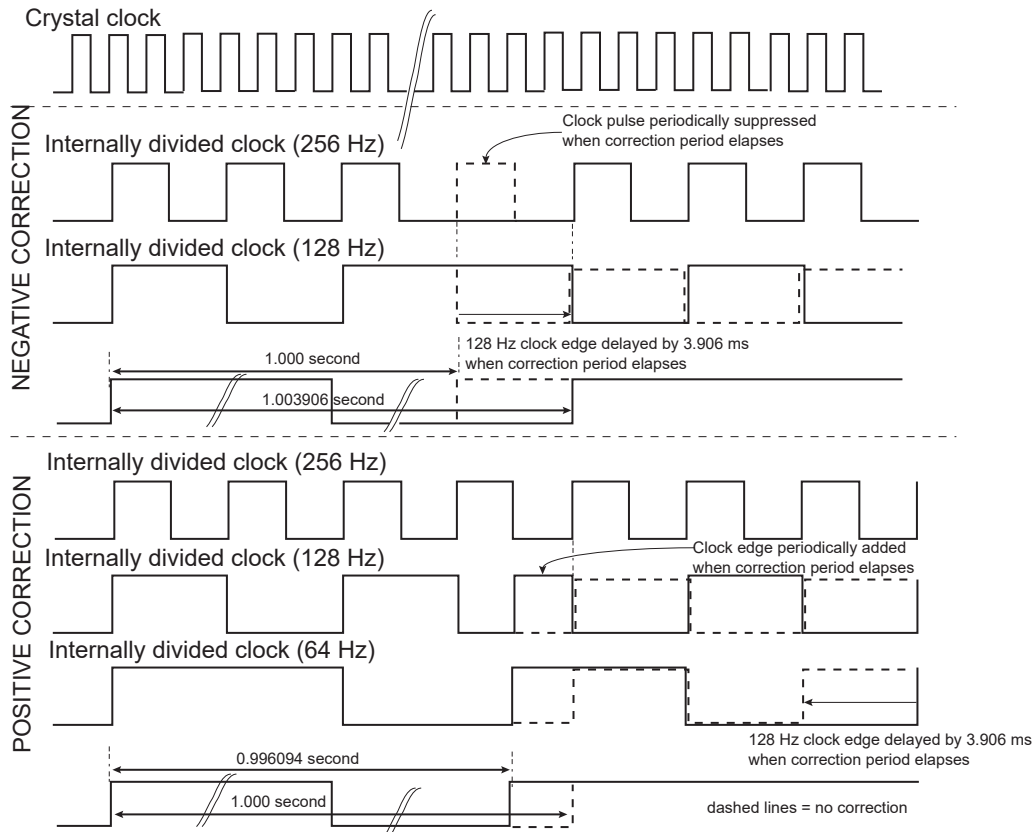 Crystal clock
NEGATIVE CORRECTION
Clock pulse periodically suppressed
when correction period elapses
Internally divided clock (256 Hz)
Internally divided clock (128 Hz)
128 Hz clock edge delayed by 3.906 ms
when correction period elapses
1.000 second
1.003906 second
POSITIVE CORRECTION
Internally divided clock (256 Hz)
Internally divided clock (128 Hz)
Clock edge periodically added
when correction period elapses
Internally divided clock (64 Hz)
128 Hz clock edge delayed by 3.906 ms
when correction period elapses
0.996094 second
1.000 second
dashed lines = no correction